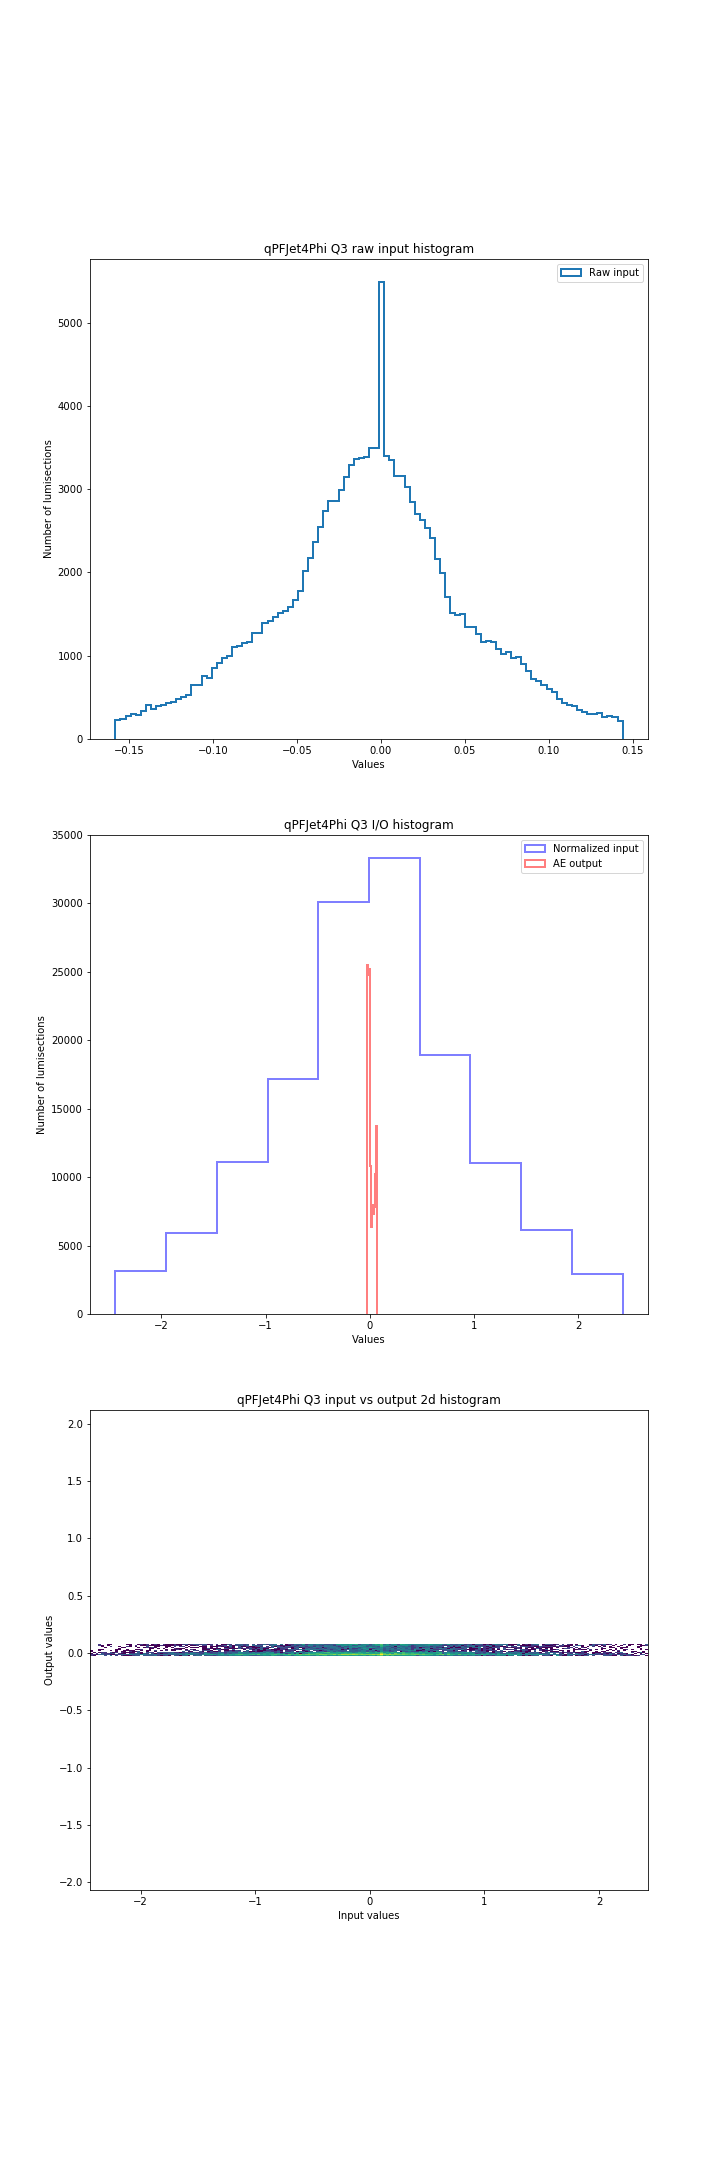 qPFJet4Phi Q3 raw input histogram
Raw input
Number of lumisections
5000
4000
3000
2000
1000
0
−0.15 −0.10 −0.05 0.00 0.05 0.10 0.15
Values
qPFJet4Phi Q3 I/O histogram
Normalized input
AE output
Number of lumisections
35000
30000
25000
20000
15000
10000
5000
0
−2 −1 0 1 2
Values
qPFJet4Phi Q3 input vs output 2d histogram
Output values
2.0
1.5
1.0
0.5
0.0
−0.5
−1.0
−1.5
−2.0
−2 −1 0 1 2
Input values